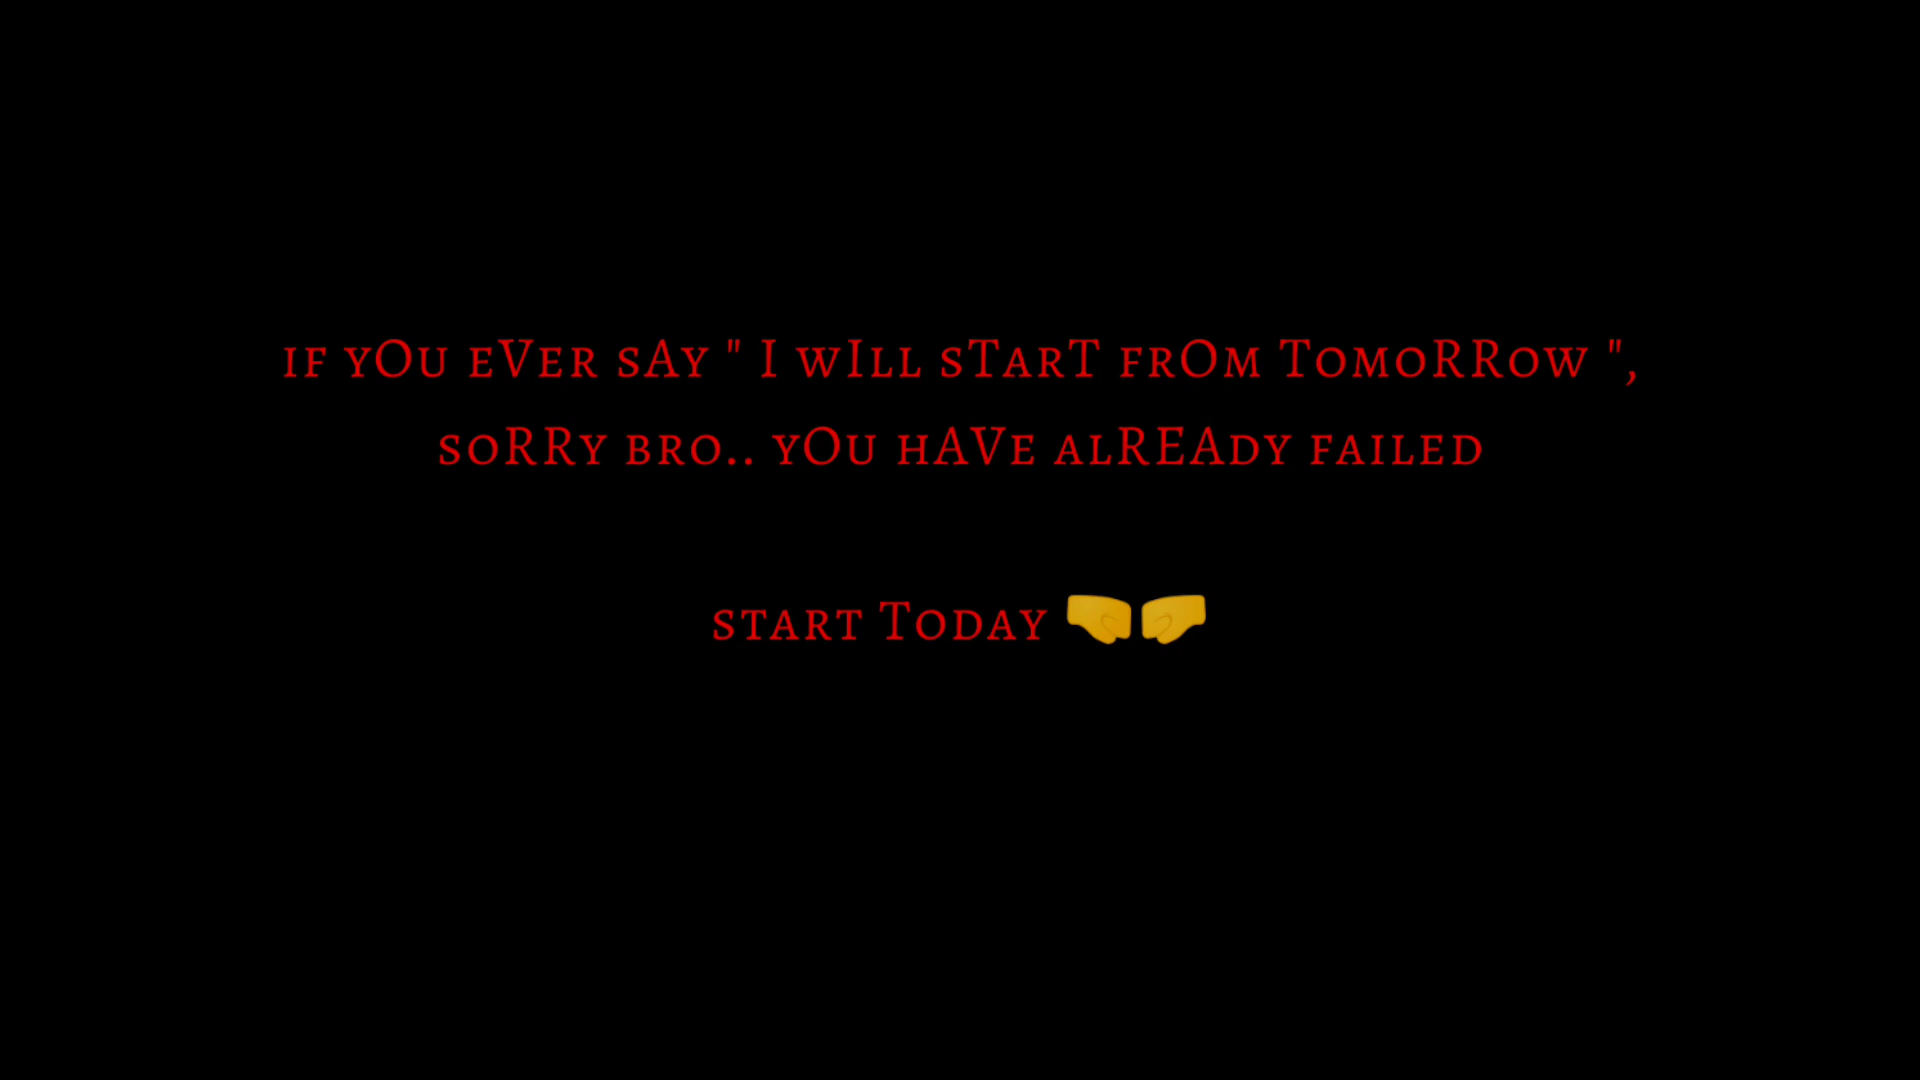 if yOu eVer sAy " I wIll sTarT frOm TomoRRow ",
soRRy bro.. yOu hAVe alREAdy failed
start Today 🤜🤛